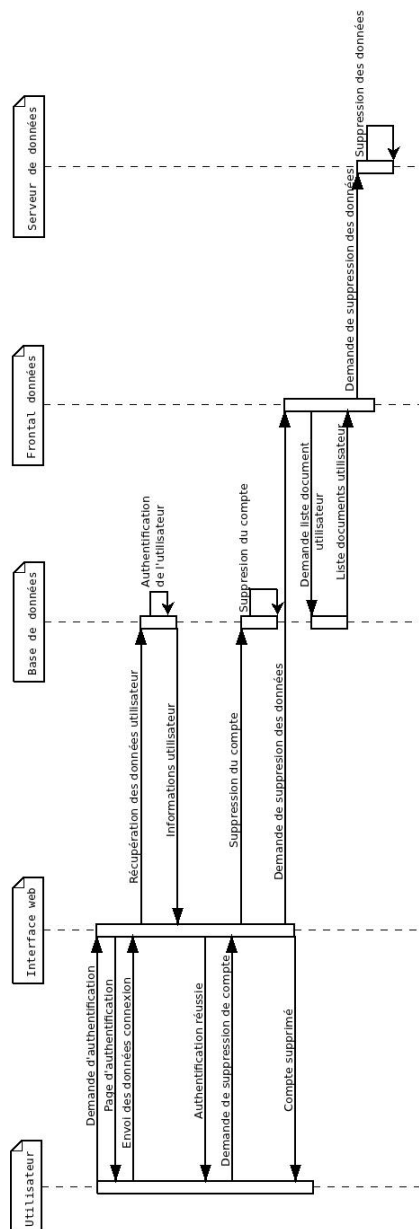 Utilisateur
Interface web
Base de données
Frontal données
Serveur de données
Demande d'authentification
Page d'authentification
Envoi des données connexion
Récupération des données utilisateur
Authentification
de l'utilisateur
Informations utilisateur
Authentification réussie
Demande de suppression de compte
Suppression du compte
Suppresion du compte
Demande de suppresion des données
Demande liste document
utilisateur
Liste documents utilisateur
Demande de suppression des données
Suppression des données
Compte supprimé